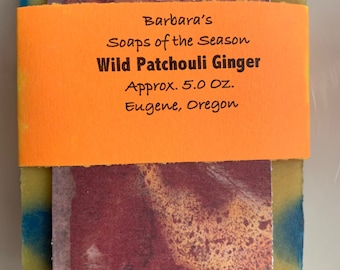 Barbara's
Soaps of the Season
Wild Patchouli Ginger
Approx. 5.0 Oz.
Eugene, Oregon